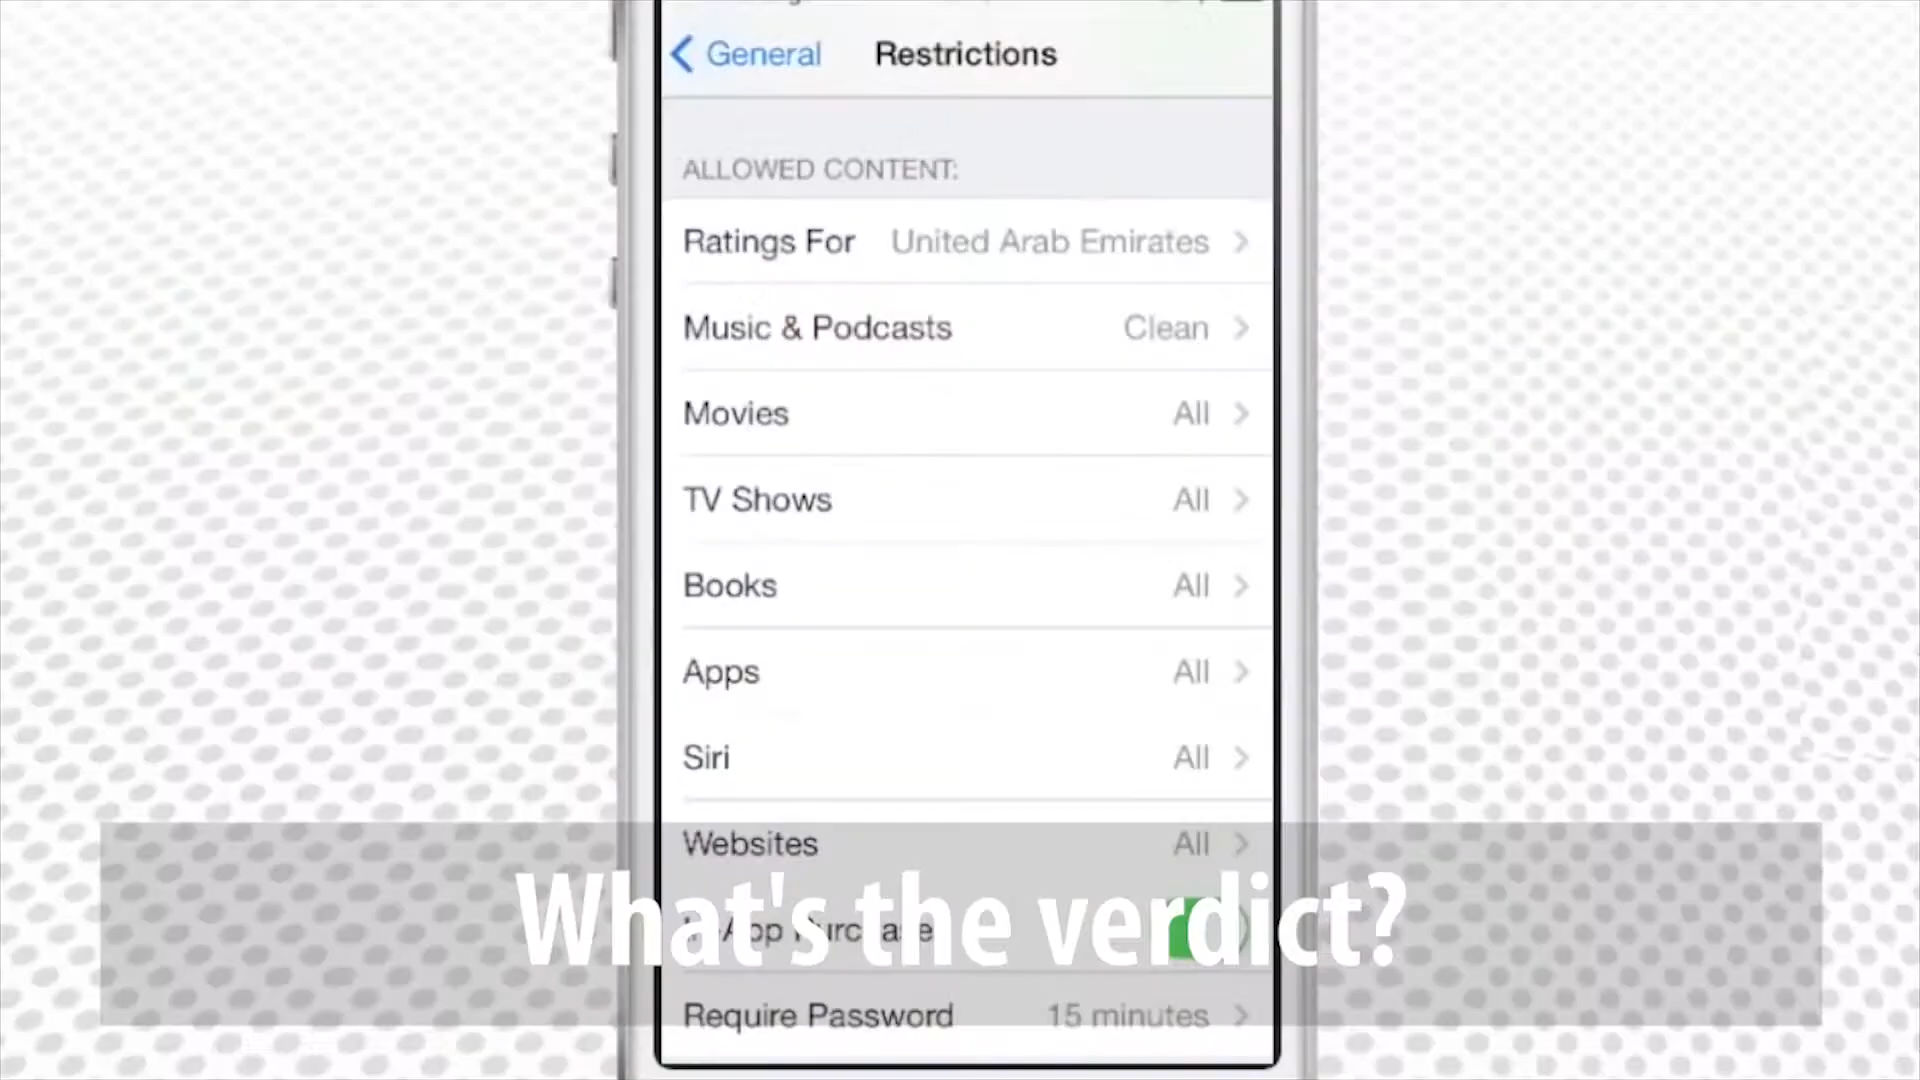 General Restrictions
ALLOWED CONTENT:
Ratings For United Arab Emirates
Music & Podcasts Clean
Movies All
TV Shows All
Books All
Apps All
Siri All
Websites All
What's the verdict?
Require Password 15 minutes